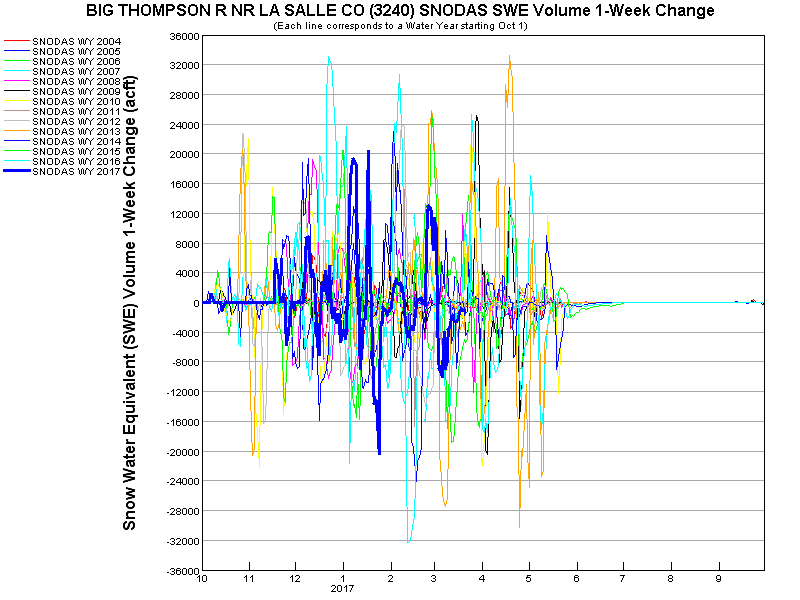 BIG THOMPSON R NR LA SALLE CO (3240) SNODAS SWE Volume 1-Week Change
(Each line corresponds to a Water Year starting Oct 1)
SNODAS WY 2004
SNODAS WY 2005
SNODAS WY 2006
SNODAS WY 2007
SNODAS WY 2008
SNODAS WY 2009
SNODAS WY 2010
SNODAS WY 2011
SNODAS WY 2012
SNODAS WY 2013
SNODAS WY 2014
SNODAS WY 2015
SNODAS WY 2016
SNODAS WY 2017
Snow Water Equivalent (SWE) Volume 1-Week Change (acft)
36000
32000
28000
24000
20000
16000
12000
8000
4000
0
-4000
-8000
-12000
-16000
-20000
-24000
-28000
-32000
-36000
10 11 12 1 2 3 4 5 6 7 8 9
2017